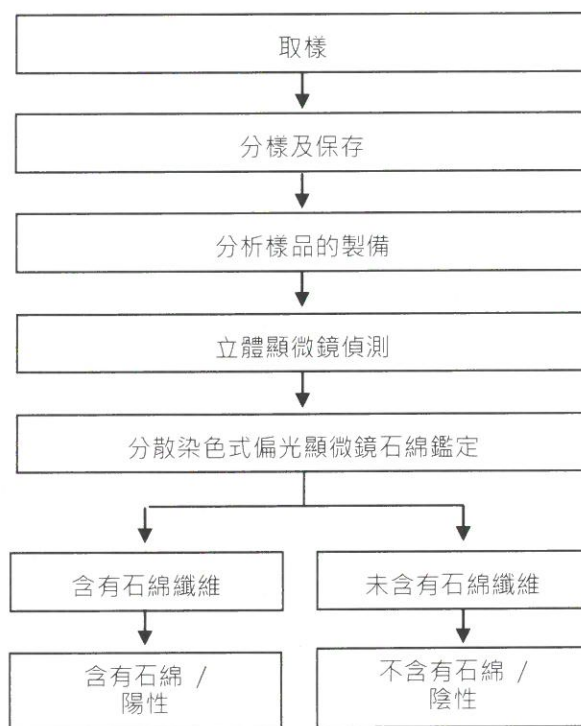 取樣
分樣及保存
分析樣品的製備
立體顯微鏡偵測
分散染色式偏光顯微鏡石綿鑑定
含有石綿纖維
未含有石綿纖維
含有石綿 /
陽性
不含有石綿 /
陰性